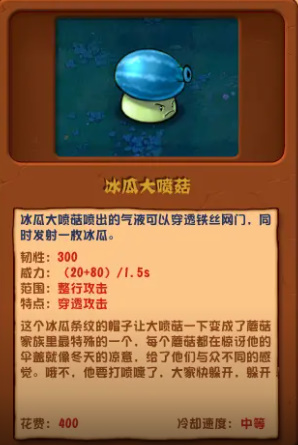 冰瓜大喷菇
冰瓜大喷菇喷出的气液可以穿透铁丝网门，同
时发射一枚冰瓜。
韧性：300
威力：（20+80）/1.5s
范围：整行攻击
特点：穿透攻击
这个冰瓜条纹的帽子让大喷菇一下变成了蘑菇
家族里最特殊的一个，每个蘑菇都在惊讶他的
伞盖就像冬天的凉意，给了他们与众不同的感
觉。哦不，他要打喷嚏了，大家快躲开，躲开
花费：400
冷却速度：中等